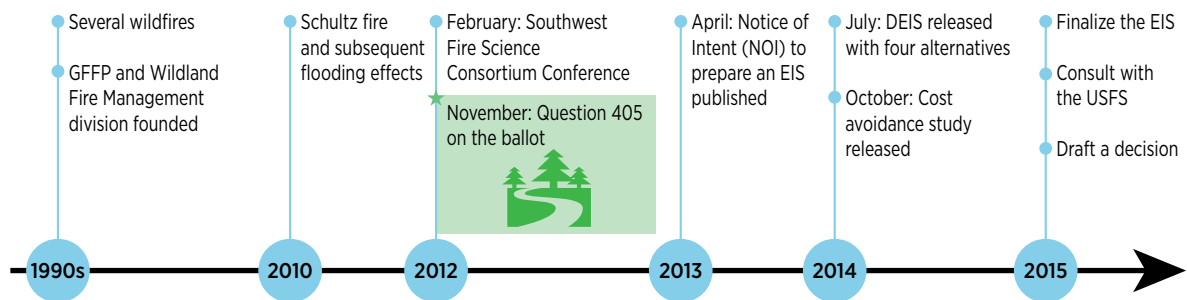 Several wildfires
GFFP and Wildland
Fire Management
division founded
1990s
Schultz fire
and subsequent
flooding effects
2010
February: Southwest
Fire Science
Consortium Conference
November: Question 405
on the ballot
2012
April: Notice of
Intent (NOI) to
prepare an EIS
published
2013
July: DEIS released
with four alternatives
October: Cost
avoidance study
released
2014
Finalize the EIS
Consult with
the USFS
Draft a decision
2015